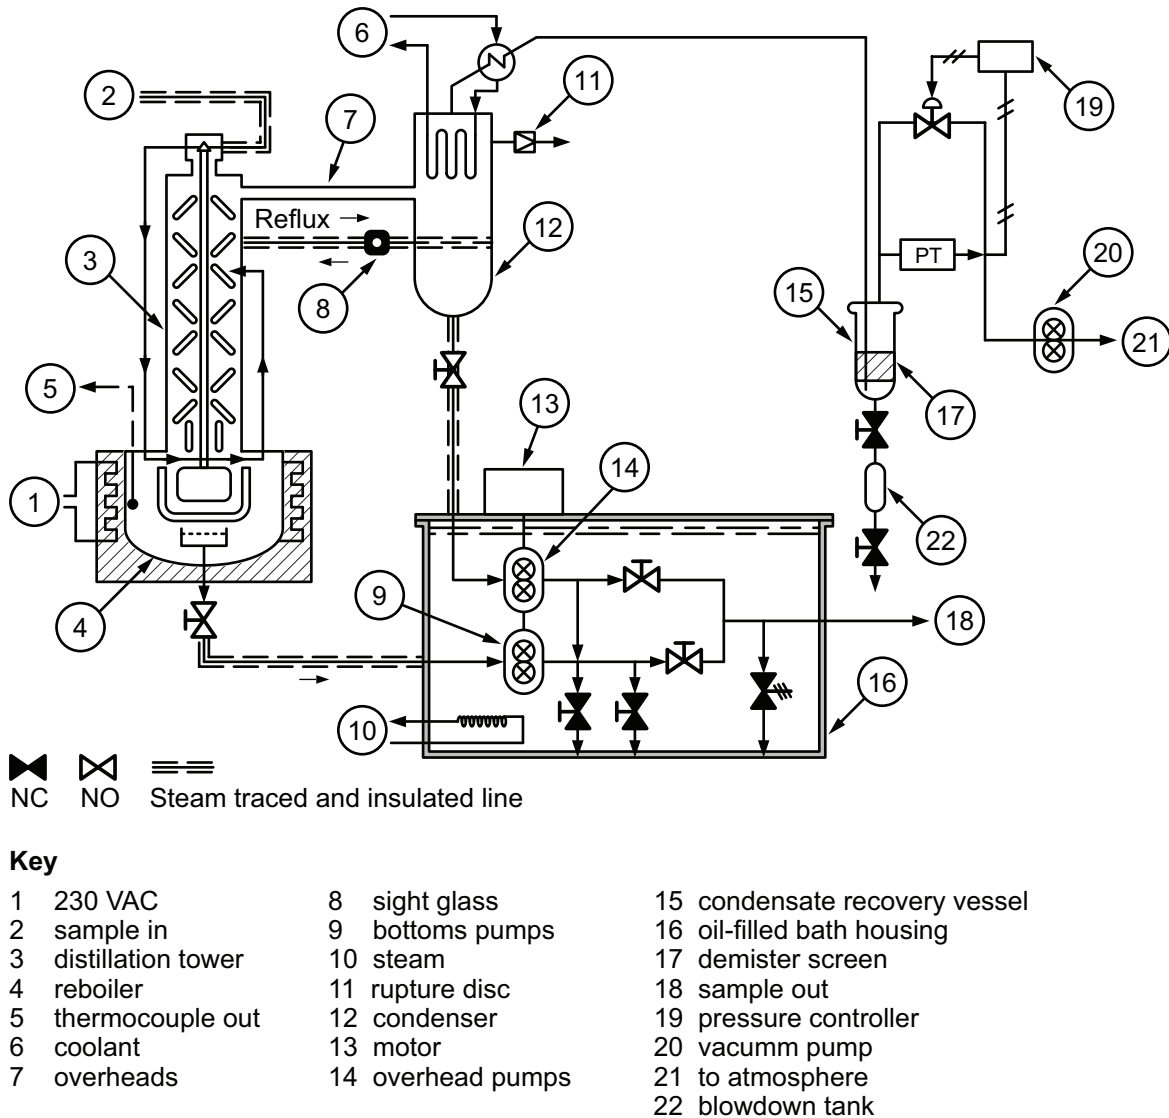 6
2
7
11
19
Reflux
12
3
PT
20
15
8
21
5
17
13
1
14
22
9
4
18
16
10
NC NO Steam traced and insulated line
Key
1 230 VAC
2 sample in
3 distillation tower
4 reboiler
5 thermocouple out
6 coolant
7 overheads
8 sight glass
9 bottoms pumps
10 steam
11 rupture disc
12 condenser
13 motor
14 overhead pumps
15 condensate recovery vessel
16 oil-filled bath housing
17 demister screen
18 sample out
19 pressure controller
20 vacumm pump
21 to atmosphere
22 blowdown tank